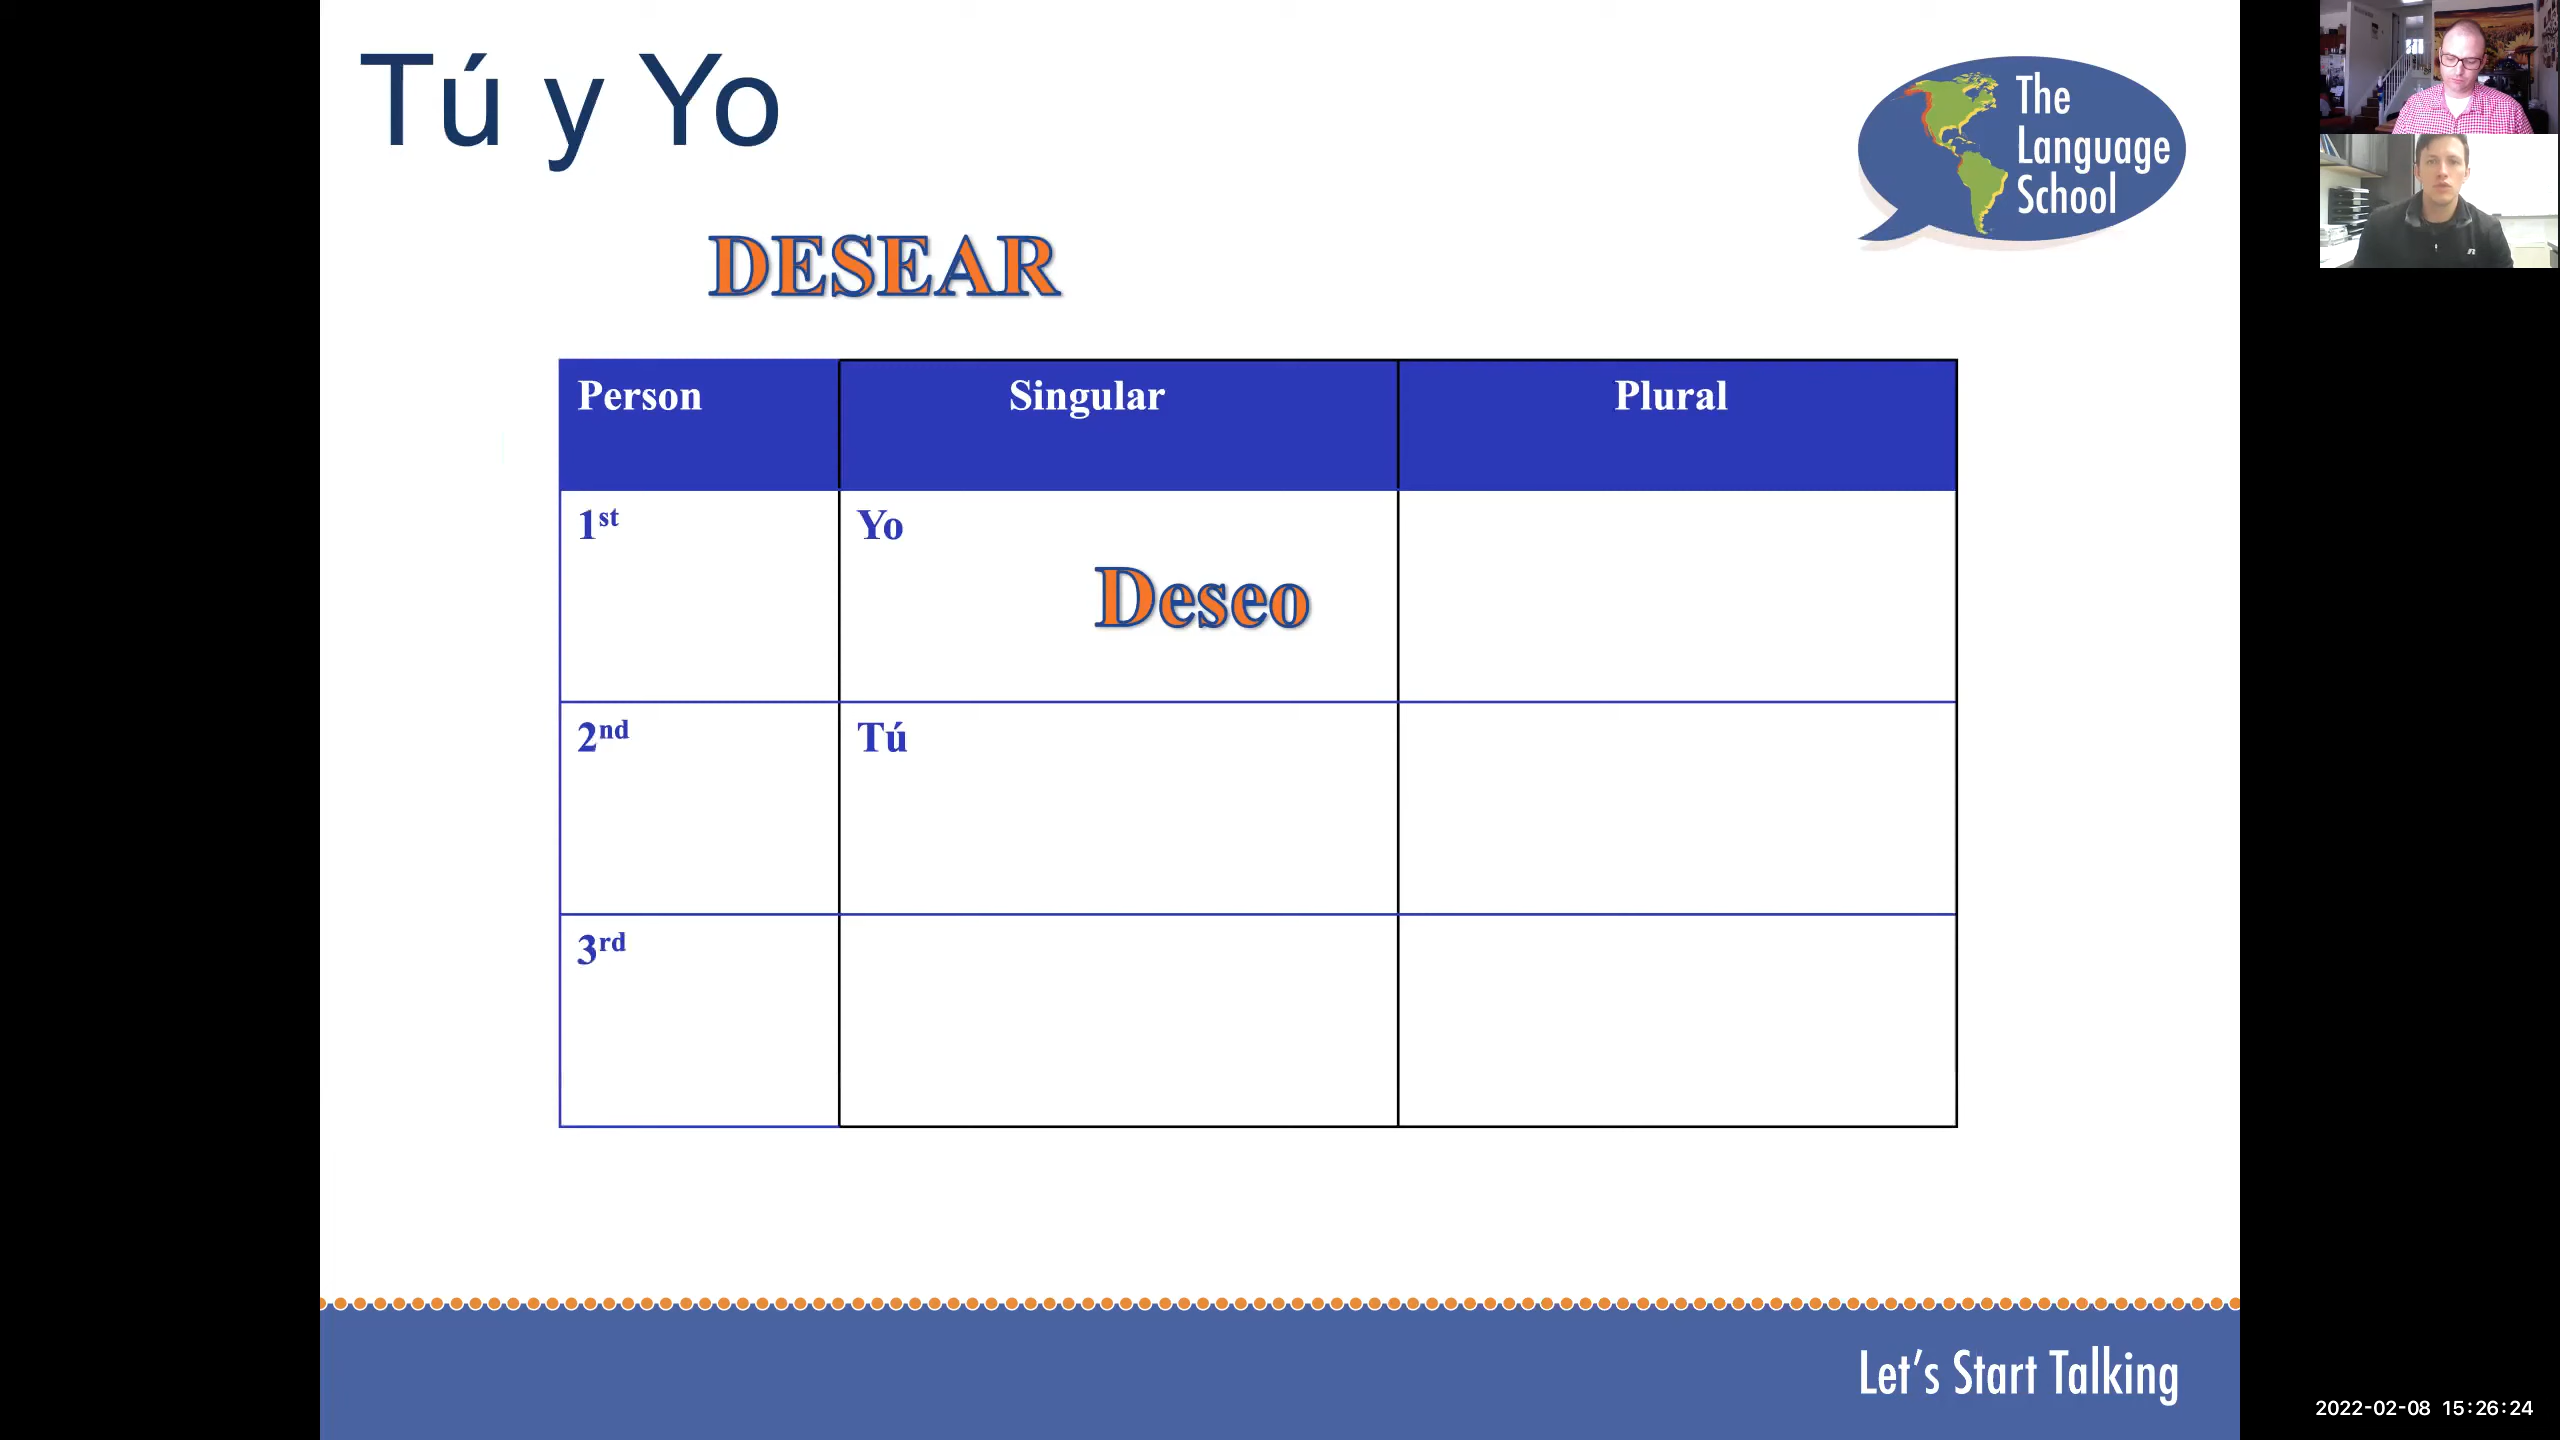 Tú y Yo
The
Language
School
DESEAR
Person Singular Plural
1st Yo
Deseo
2nd Tú
3rd
Let's Start Talking
2022-02-08 15:26:24